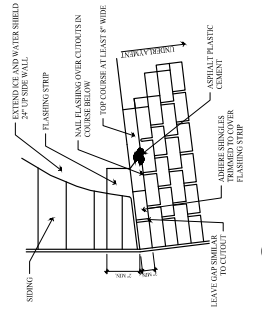 EXTEND ICE AND WATER SHIELD
24" UP SIDE WALL
FLASHING STRIP
NAIL FLASHING OVER CUTOUTS IN
COURSE BELOW
TOP COURSE AT LEAST 8" WIDE
UNDERLAYMENT
ASPHALT PLASTIC
CEMENT
ADHERE SHINGLES
TRIMMED TO COVER
FLASHING STRIP
LEAVE GAP SIMILAR
TO CUTOUT
SIDING
2" MIN.